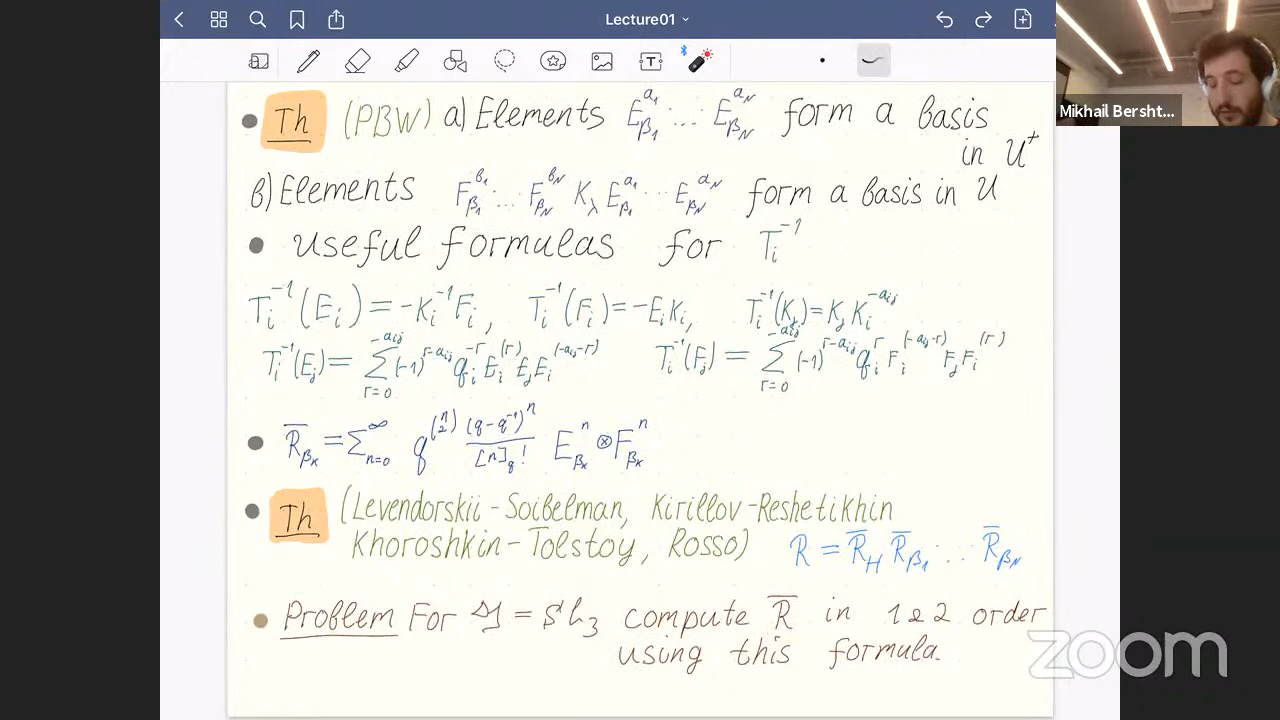 Lecture01
Mikhail Bersht...
• Th (PBW) a) Elements E_{β_1}^{a_1} ... E_{β_N}^{a_N} form a basis
in U^+
b) Elements F_{β_1}^{b_1} ... F_{β_N}^{b_N} K_λ E_{β_1}^{a_1} ... E_{β_N}^{a_N} form a basis in U
• useful formulas for T_i^{-1}
T_i^{-1}(E_i) = -K_i^{-1}F_i, T_i^{-1}(F_i) = -E_iK_i, T_i^{-1}(K_j) = K_j K_i^{-a_{ij}}
T_i^{-1}(E_j) = ∑_{r=0}^{-a_{ij}} (-1)^{r-a_{ij}} q_i^{-r} E_i^{(r)} E_j E_i^{(-a_{ij}-r)} T_i^{-1}(F_j) = ∑_{r=0}^{-a_{ij}} (-1)^{r-a_{ij}} q_i^r F_i^{(-a_{ij}-r)} F_j F_i^{(r)}
• R̅_{β_k} = ∑_{n=0}^∞ q^{\binom{n}{2}} \frac{(q-q^{-1})^n}{[n]_q!} E_{β_k}^n ⊗ F_{β_k}^n
• Th (Levendorskii - Soibelman, Kirillov-Reshetikhin
Khoroshkin-Tolstoy, Rosso) R = R̅_H R̅_{β_1} ... R̅_{β_N}
• Problem For 𝔤 = sl_3 compute R̅ in 1 & 2 order
using this formula.
zoom